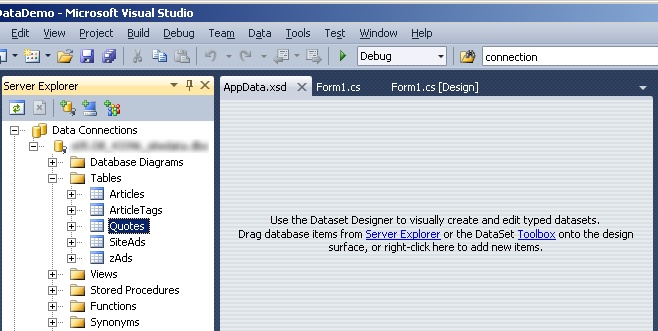 DataDemo - Microsoft Visual Studio
Edit View Project Build Debug Team Data Tools Test Window Help
Debug connection
Server Explorer
AppData.xsd Form1.cs Form1.cs [Design]
Data Connections
Database Diagrams
Tables
Articles
ArticleTags
Quotes
SiteAds
zAds
Views
Stored Procedures
Functions
Synonyms
Use the Dataset Designer to visually create and edit typed datasets.
Drag database items from Server Explorer or the DataSet Toolbox onto the design
surface, or right-click here to add new items.